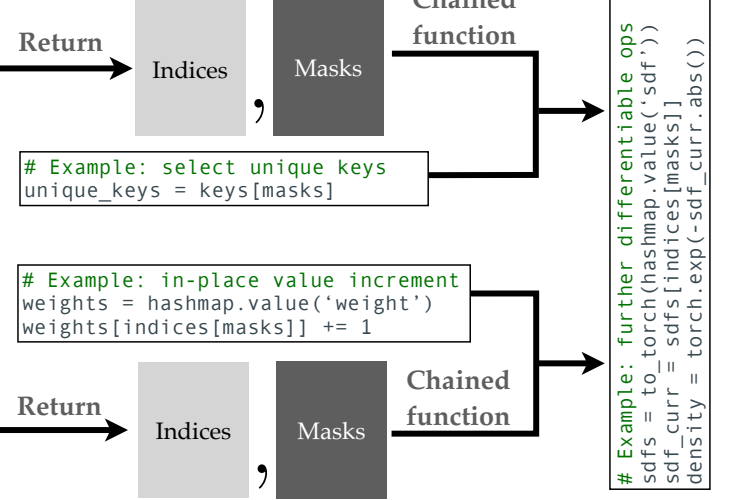 Chained
function
Return
Indices
,
Masks
# Example: select unique keys
unique_keys = keys[masks]
# Example: in-place value increment
weights = hashmap.value(‘weight’)
weights[indices[masks]] += 1
Return
Indices
,
Masks
Chained
function
# Example: further differentiable ops
sdfs = to_torch(hashmap.value(‘sdf’))
sdf_curr = sdfs[indices[masks]]
density = torch.exp(-sdf_curr.abs())